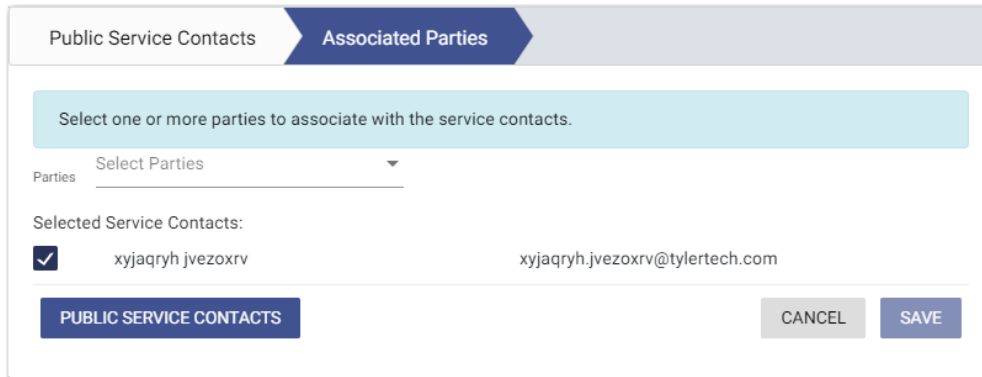 Public Service Contacts Associated Parties
Select one or more parties to associate with the service contacts.
Parties Select Parties
Selected Service Contacts:
xyjaqryh jvezoxrv xyjaqryh.jvezoxrv@tylertech.com
PUBLIC SERVICE CONTACTS CANCEL SAVE